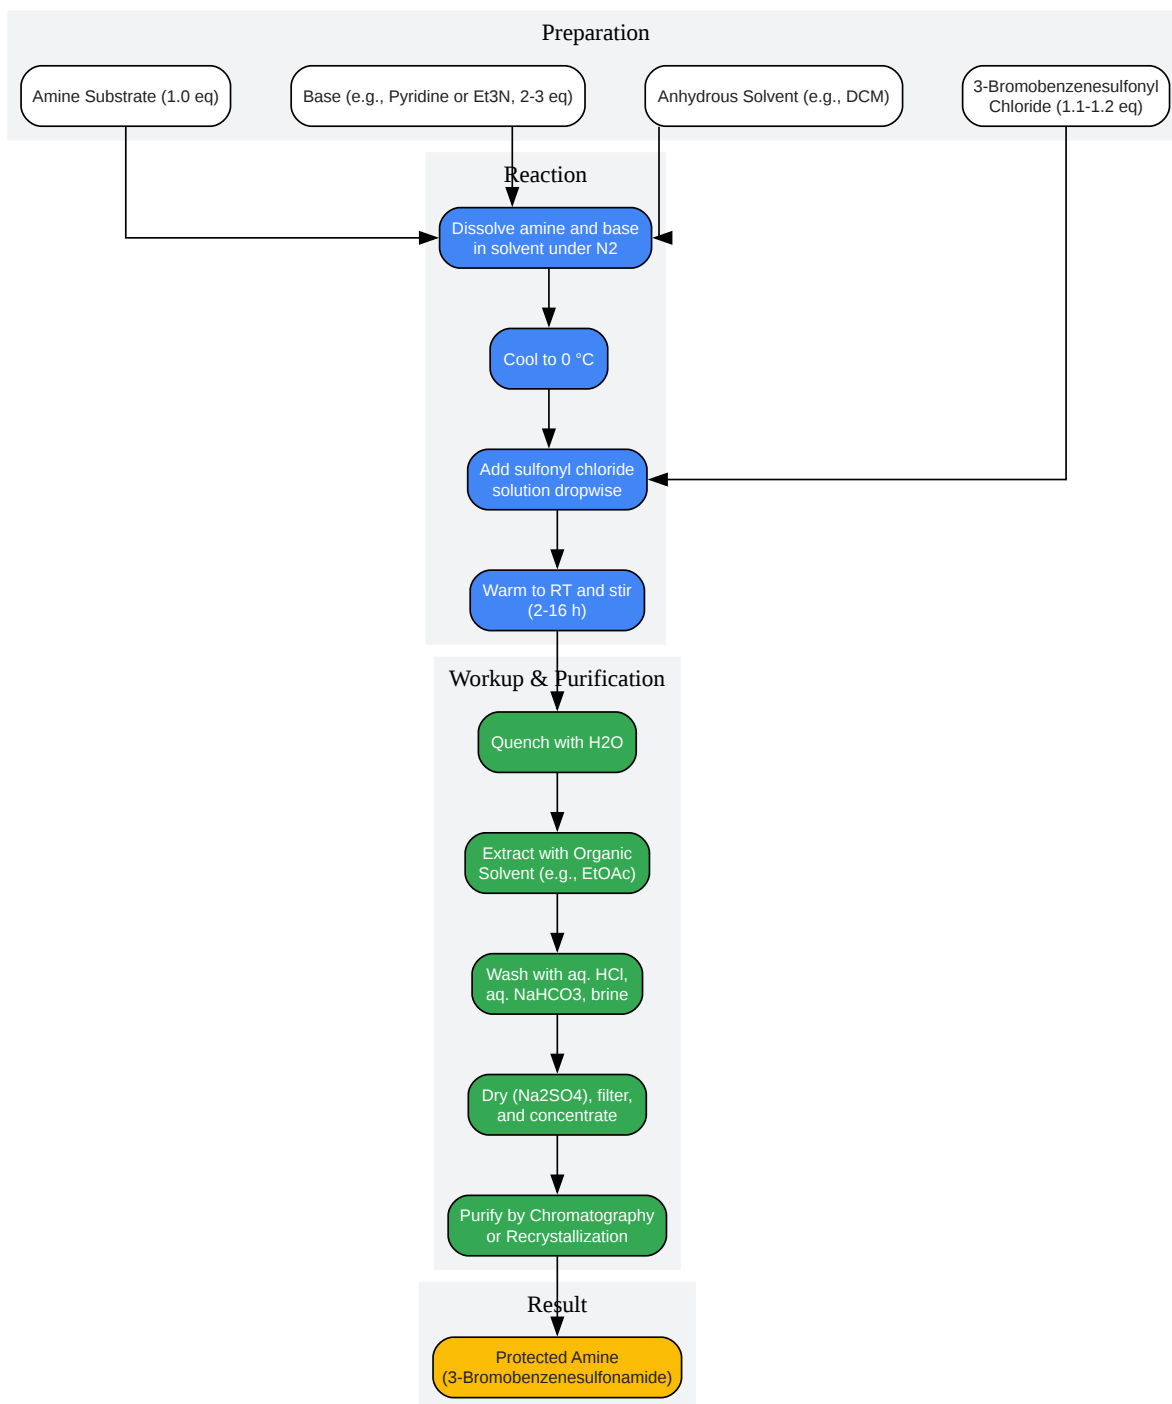 Preparation
Amine Substrate (1.0 eq)
Base (e.g., Pyridine or Et3N, 2-3 eq)
Anhydrous Solvent (e.g., DCM)
3-Bromobenzenesulfonyl
Chloride (1.1-1.2 eq)
Reaction
Dissolve amine and base
in solvent under N2
Cool to 0 °C
Add sulfonyl chloride
solution dropwise
Warm to RT and stir
(2-16 h)
Workup & Purification
Quench with H2O
Extract with Organic
Solvent (e.g., EtOAc)
Wash with aq. HCl,
aq. NaHCO3, brine
Dry (Na2SO4), filter,
and concentrate
Purify by Chromatography
or Recrystallization
Result
Protected Amine
(3-Bromobenzenesulfonamide)